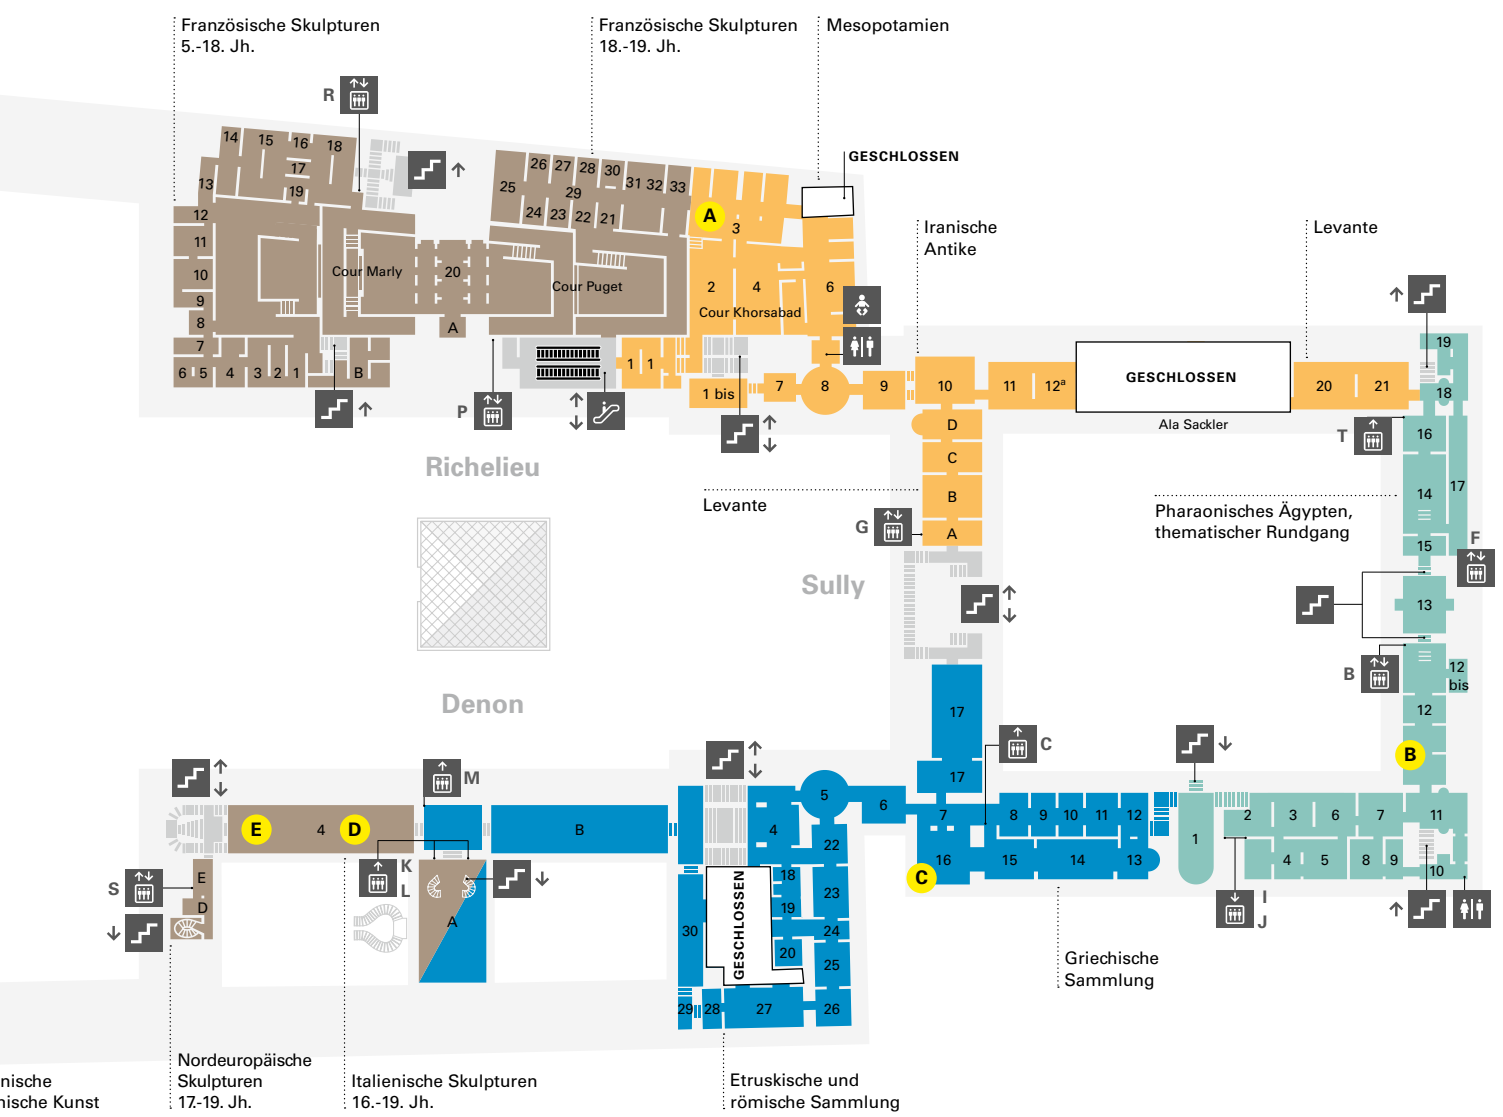 Französische Skulpturen
5.-18. Jh.
Französische Skulpturen
18.-19. Jh.
Mesopotamien
R
GESCHLOSSEN
14
15
16
18
17
13
19
12
11
10
9
8
7
6
5
4
3
2
1
B
Cour Marly
20
A
25
26
27
28
30
29
31
32
33
24
23
22
21
Cour Puget
A
3
2
4
6
Cour Khorsabad
1
1
1 bis
7
8
9
P
Iranische
Antike
Levante
10
11
12a
GESCHLOSSEN
Ala Sackler
20
21
19
18
T
16
14
17
15
F
13
B
12
bis
12
B
D
C
B
A
Levante
G
Pharaonisches Ägypten,
thematischer Rundgang
Richelieu
Sully
Denon
17
17
C
M
E
4
D
B
K
L
A
S
E
D
5
6
4
22
18
23
19
24
20
25
30
GESCHLOSSEN
29
28
27
26
7
8
9
10
11
12
16
15
14
13
C
1
2
3
6
7
11
4
5
8
9
10
I
J
Griechische
Sammlung
nische
nische Kunst
Nordeuropäische
Skulpturen
17.-19. Jh.
Italienische Skulpturen
16.-19. Jh.
Etruskische und
römische Sammlung